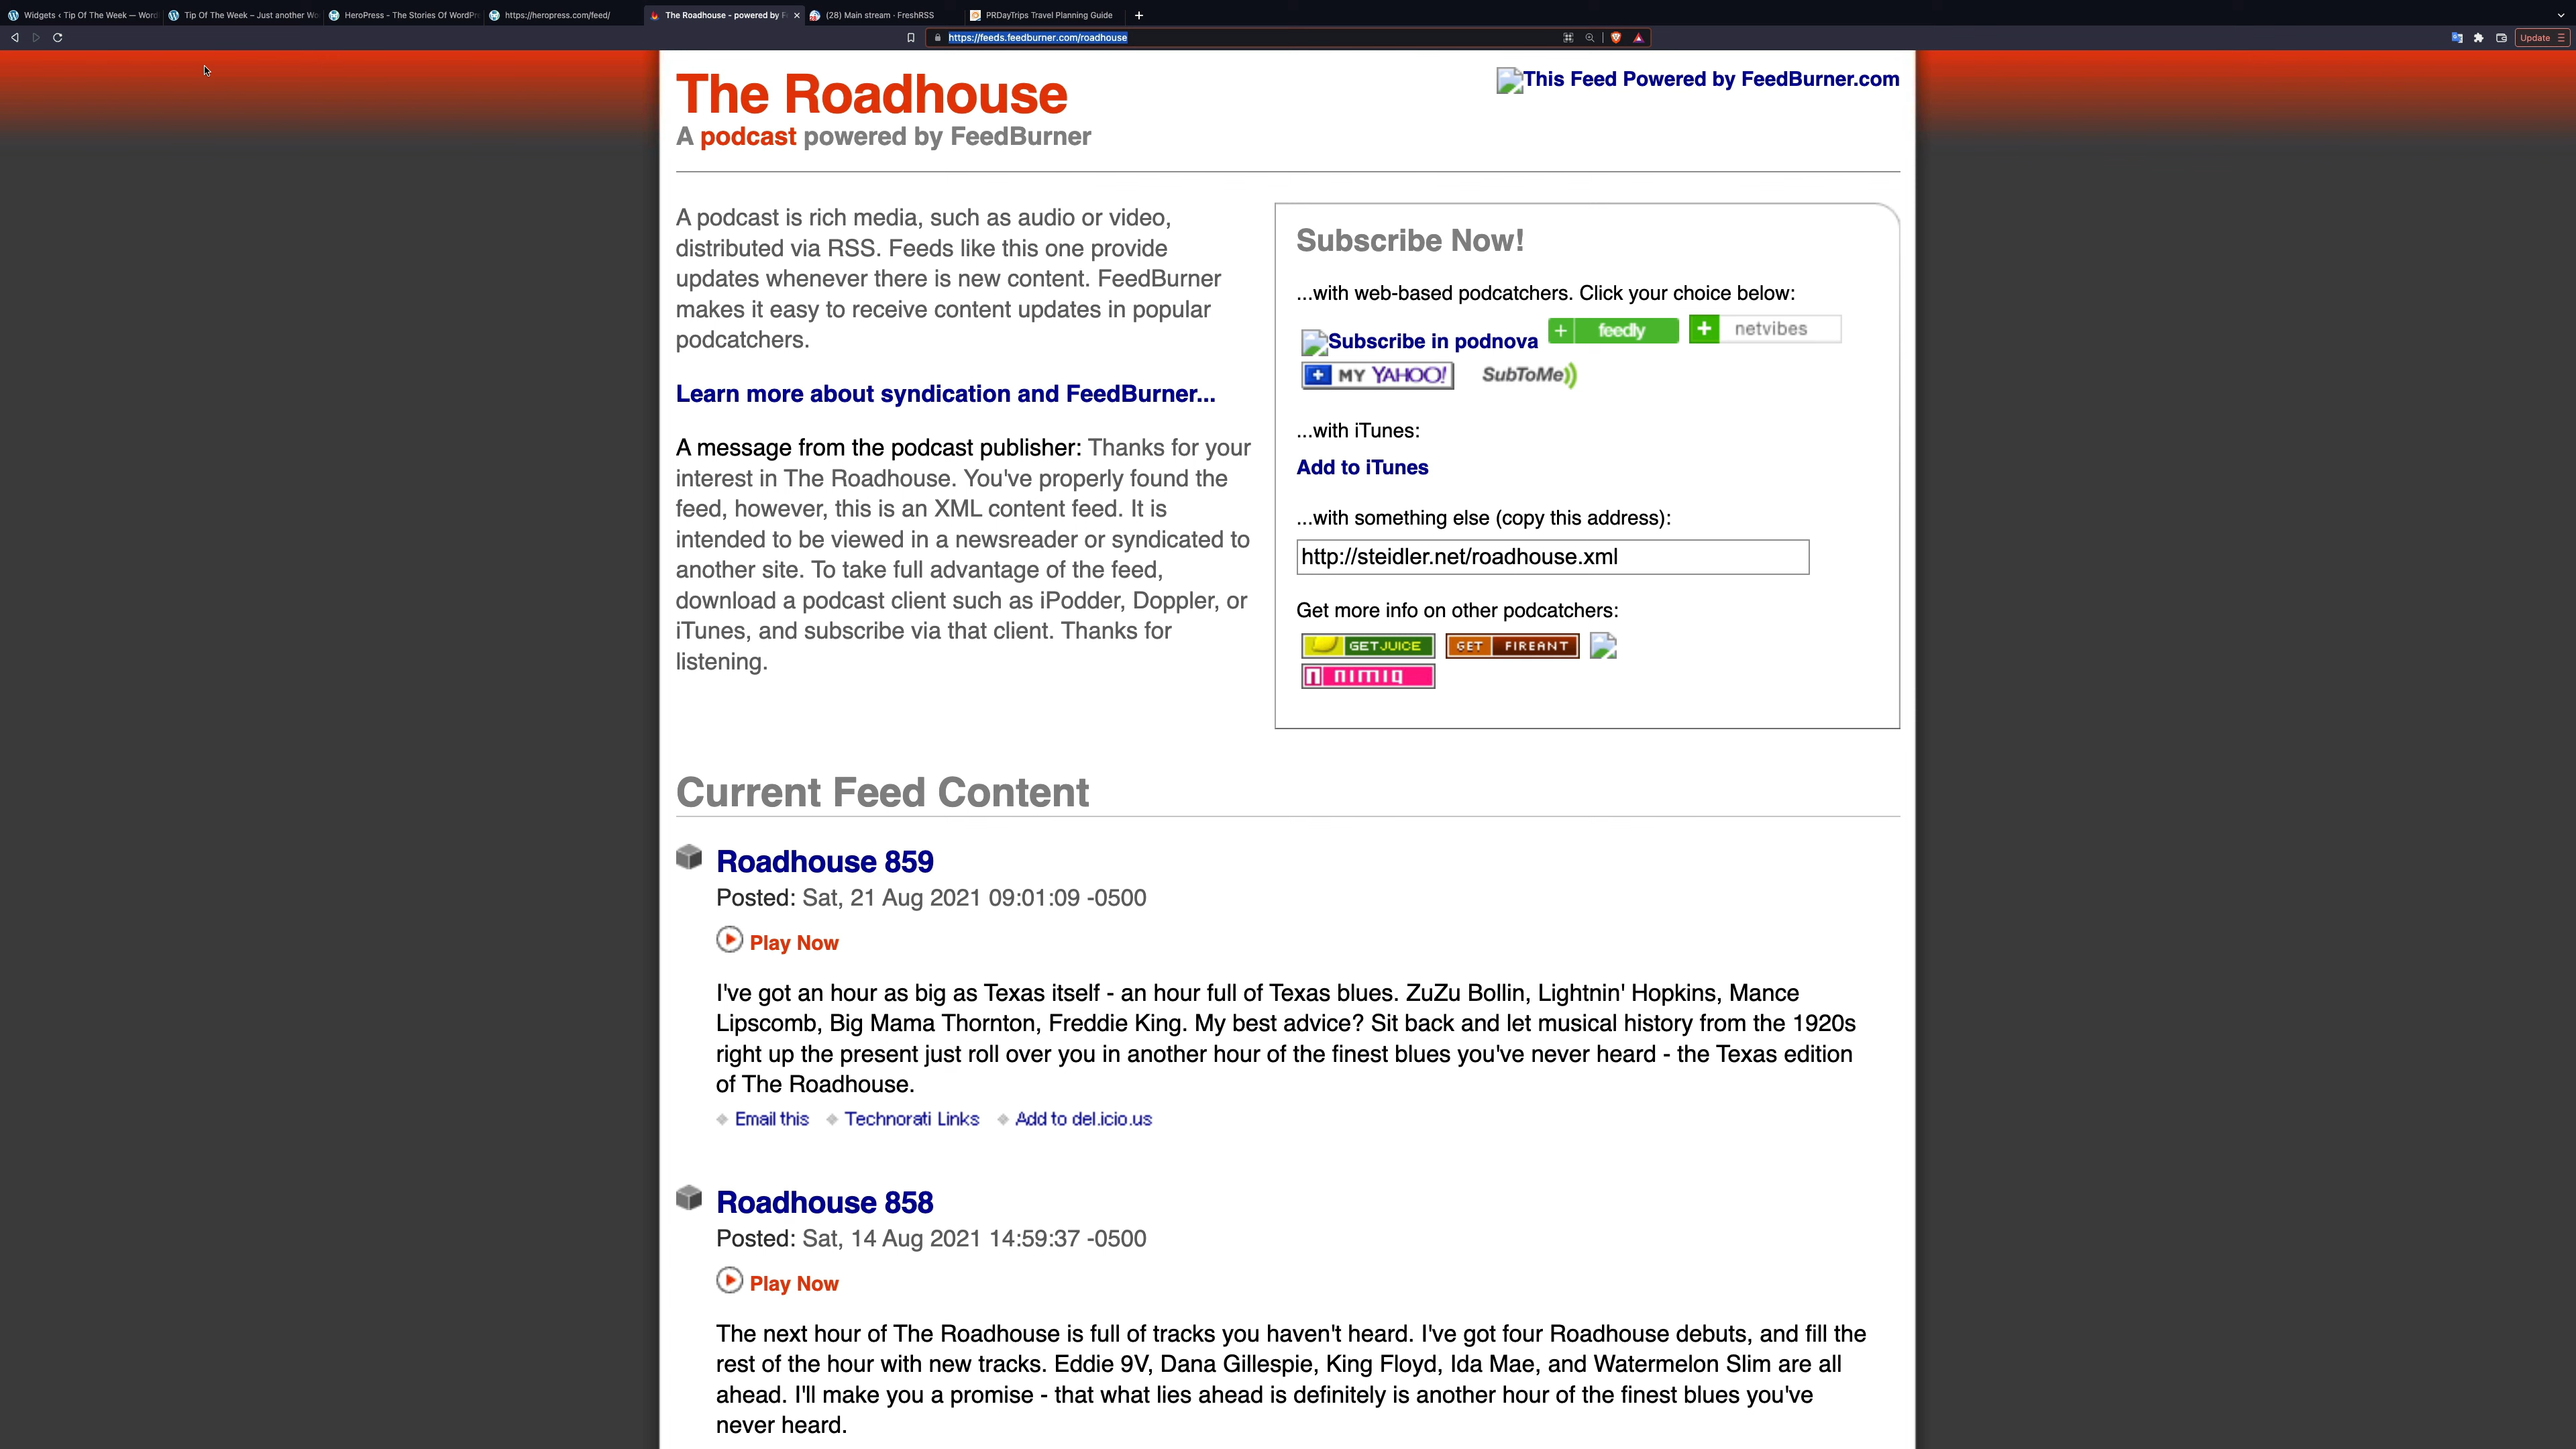 Widgets ‹ Tip Of The Week — Word
Tip Of The Week – Just another Wo
HeroPress - The Stories Of WordPr
https://heropress.com/feed/
The Roadhouse - powered by F
(28) Main stream · FreshRSS
PRDayTrips Travel Planning Guide
https://feeds.feedburner.com/roadhouse
Update
The Roadhouse
A podcast powered by FeedBurner
This Feed Powered by FeedBurner.com
A podcast is rich media, such as audio or video,
distributed via RSS. Feeds like this one provide
updates whenever there is new content. FeedBurner
makes it easy to receive content updates in popular
podcatchers.
Learn more about syndication and FeedBurner...
A message from the podcast publisher: Thanks for your
interest in The Roadhouse. You've properly found the
feed, however, this is an XML content feed. It is
intended to be viewed in a newsreader or syndicated to
another site. To take full advantage of the feed,
download a podcast client such as iPodder, Doppler, or
iTunes, and subscribe via that client. Thanks for
listening.
Subscribe Now!
...with web-based podcatchers. Click your choice below:
Subscribe in podnova + feedly + netvibes
+ MY YAHOO! SubToMe))
...with iTunes:
Add to iTunes
...with something else (copy this address):
http://steidler.net/roadhouse.xml
Get more info on other podcatchers:
GETJUICE GET FIREANT
n nimiq
Current Feed Content
Roadhouse 859
Posted: Sat, 21 Aug 2021 09:01:09 -0500
Play Now
I've got an hour as big as Texas itself - an hour full of Texas blues. ZuZu Bollin, Lightnin' Hopkins, Mance
Lipscomb, Big Mama Thornton, Freddie King. My best advice? Sit back and let musical history from the 1920s
right up the present just roll over you in another hour of the finest blues you've never heard - the Texas edition
of The Roadhouse.
Email this Technorati Links Add to del.icio.us
Roadhouse 858
Posted: Sat, 14 Aug 2021 14:59:37 -0500
Play Now
The next hour of The Roadhouse is full of tracks you haven't heard. I've got four Roadhouse debuts, and fill the
rest of the hour with new tracks. Eddie 9V, Dana Gillespie, King Floyd, Ida Mae, and Watermelon Slim are all
ahead. I'll make you a promise - that what lies ahead is definitely is another hour of the finest blues you've
never heard.